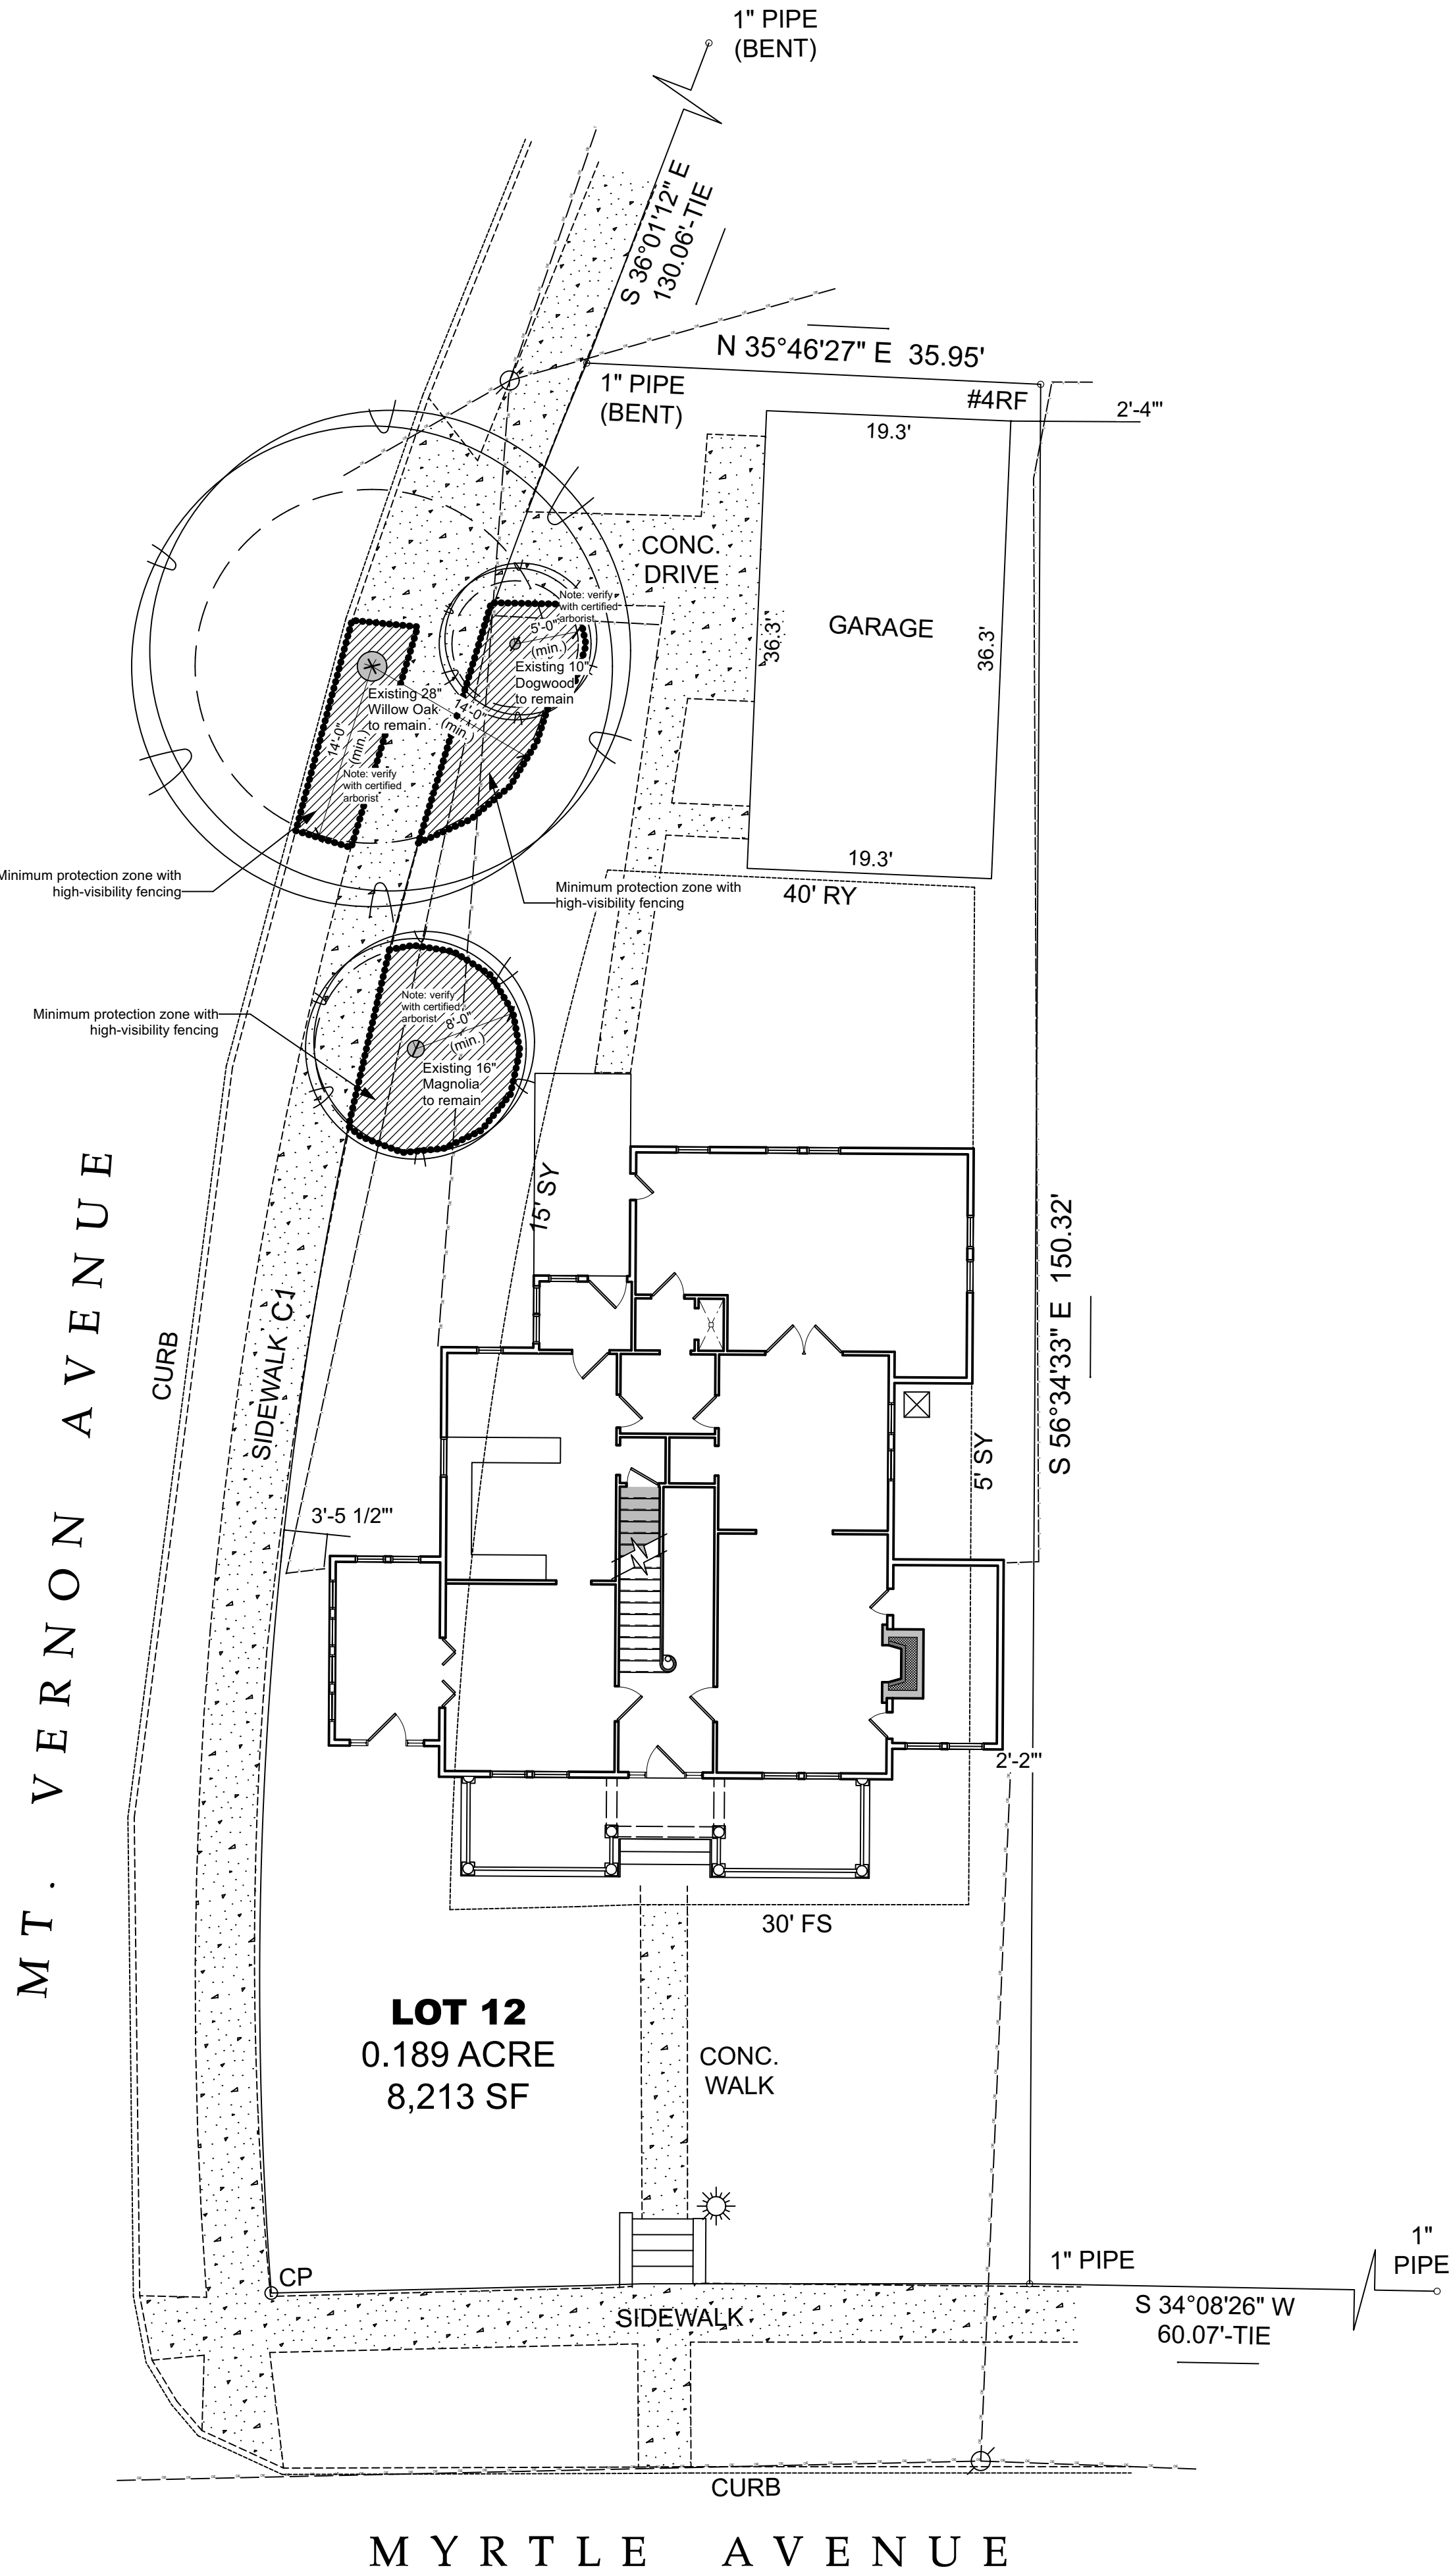 1" PIPE
(BENT)
S 36°01'12" E
130.06'-TIE
N 35°46'27" E 35.95'
1" PIPE
(BENT)
#4RF
2'-4"'
19.3'
CONC.
DRIVE
GARAGE
36.3'
36.3'
19.3'
Note: verify
with certified
arborist
5'-0"
(min.)
Existing 10"
Dogwood
to remain
Existing 28"
Willow Oak
to remain
14'-0"
(min.)
14'-0"
(min.)
Note: verify
with certified
arborist
Minimum protection zone with
high-visibility fencing
Minimum protection zone with
high-visibility fencing
40' RY
Note: verify
with certified
arborist
8'-0"
(min.)
Existing 16"
Magnolia
to remain
Minimum protection zone with
high-visibility fencing
15' SY
S 56°34'33" E 150.32'
5' SY
MT. VERNON AVENUE
CURB
SIDEWALK C1
3'-5 1/2"'
2'-2"'
30' FS
LOT 12
0.189 ACRE
8,213 SF
CONC.
WALK
CP
1" PIPE
1"
PIPE
SIDEWALK
S 34°08'26" W
60.07'-TIE
CURB
MYRTLE AVENUE